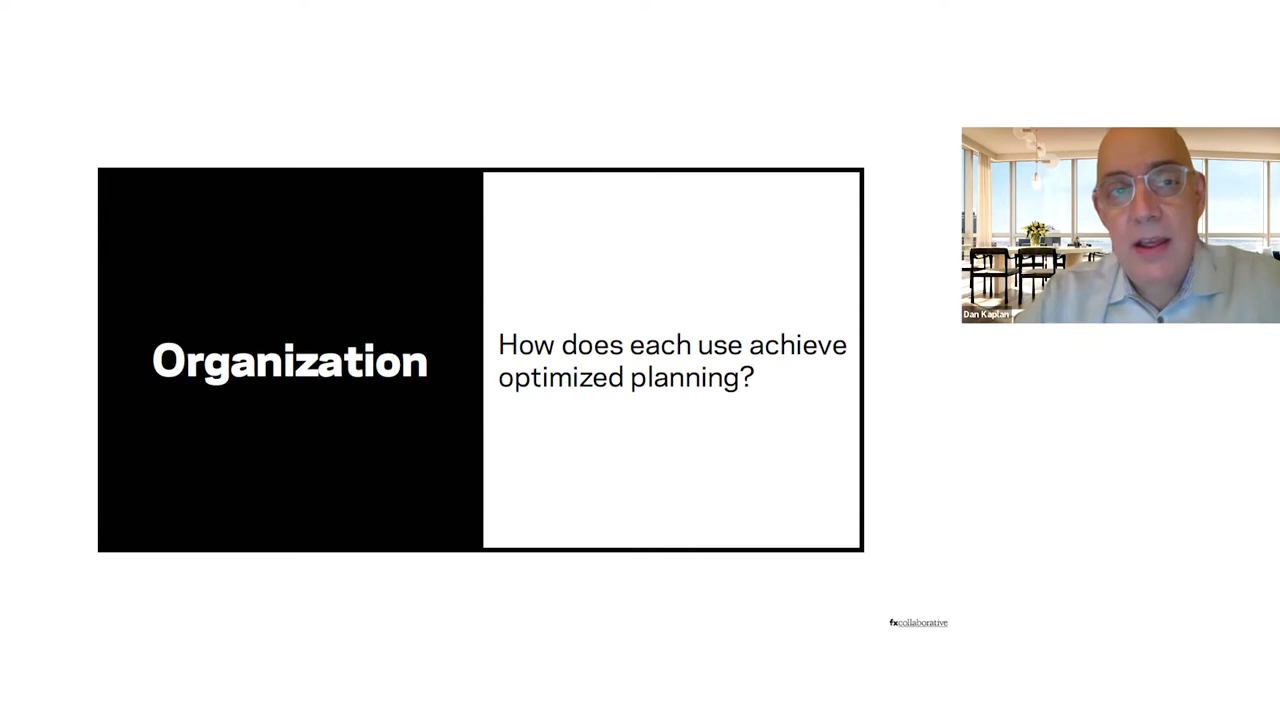 Organization
How does each use achieve
optimized planning?
Dan Kaplan
fxcollaborative